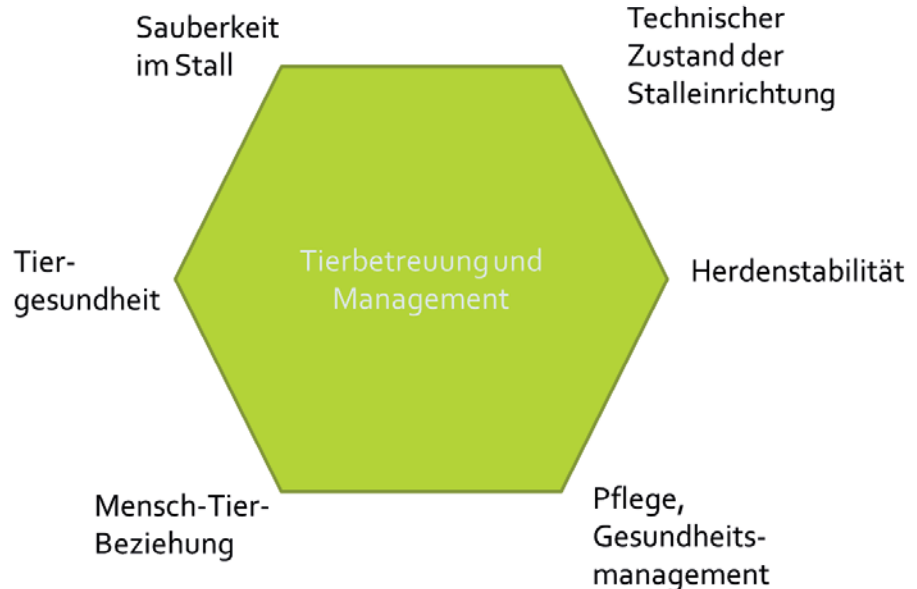 Sauberkeit
im Stall
Technischer
Zustand der
Stalleinrichtung
Tier-
gesundheit
Tierbetreuung und
Management
Herdenstabilität
Mensch-Tier-
Beziehung
Pflege,
Gesundheits-
management